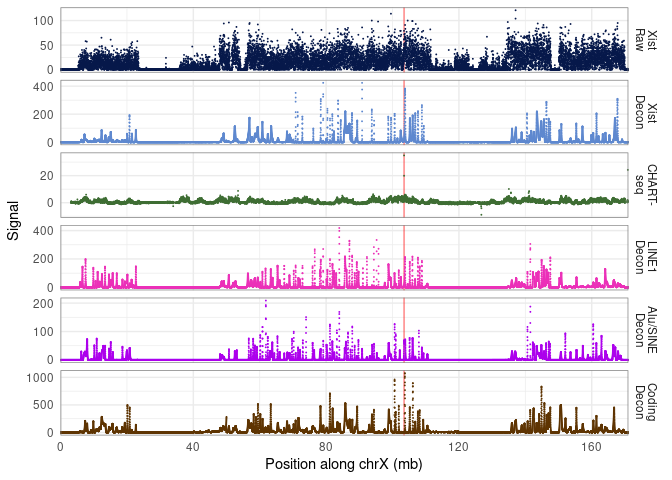 100
50
0
Xist
Raw
400
200
0
Xist
Decon
20
0
CHART-
seq
400
200
0
LINE1
Decon
200
100
0
Alu/SINE
Decon
1000
500
0
Coding
Decon
Signal
0
40
80
120
160
Position along chrX (mb)